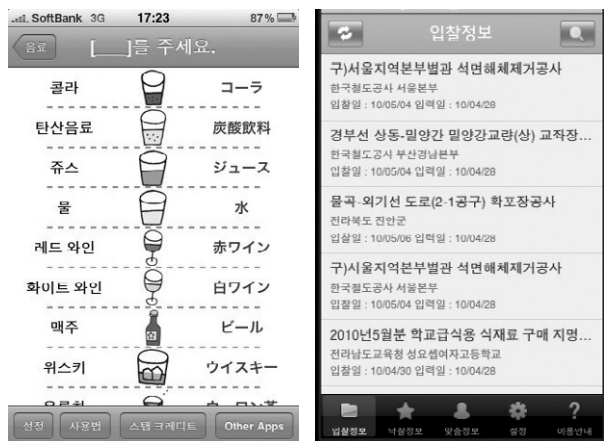 SoftBank 3G 17:23 87%
음료 [___]를 주세요.
콜라 コーラ
탄산음료 炭酸飲料
쥬스 ジュース
물 水
레드 와인 赤ワイン
화이트 와인 白ワイン
맥주 ビール
위스키 ウイスキー
설정 사용법 스탭 크레디트 Other Apps
입찰정보
구)서울지역본부별관 석면해체제거공사
한국철도공사 서울본부
입찰일 : 10/05/04 입력일 : 10/04/28
경부선 상동-밀양간 밀양강교량(상) 교좌장...
한국철도공사 부산경남본부
입찰일 : 10/05/04 입력일 : 10/04/28
물곡-외기선 도로(2-1공구) 확포장공사
전라북도 진안군
입찰일 : 10/05/06 입력일 : 10/04/28
구)서울지역본부별관 석면해체제거공사
한국철도공사 서울본부
입찰일 : 10/05/04 입력일 : 10/04/28
2010년5월분 학교급식용 식재료 구매 지명...
전라남도교육청 성요셉여자고등학교
입찰일 : 10/04/30 입력일 : 10/04/28
입찰정보 낙찰정보 맞춤정보 설정 이용안내